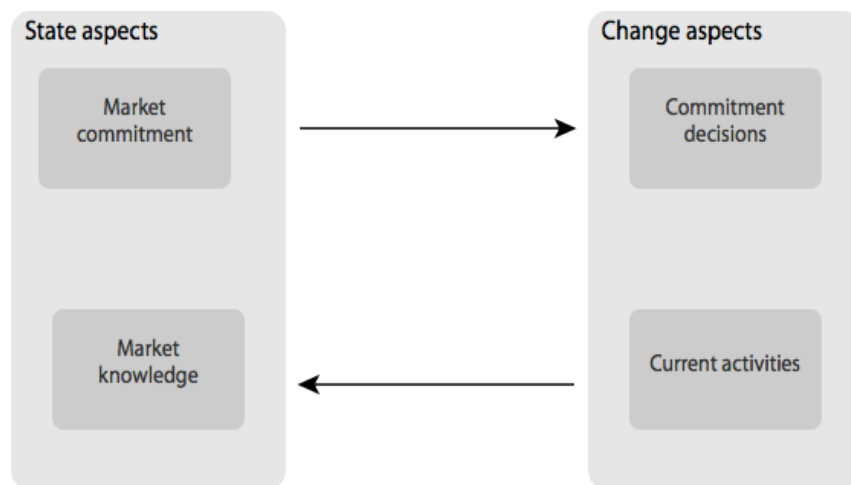 State aspects
Market
commitment
Market
knowledge
Change aspects
Commitment
decisions
Current activities